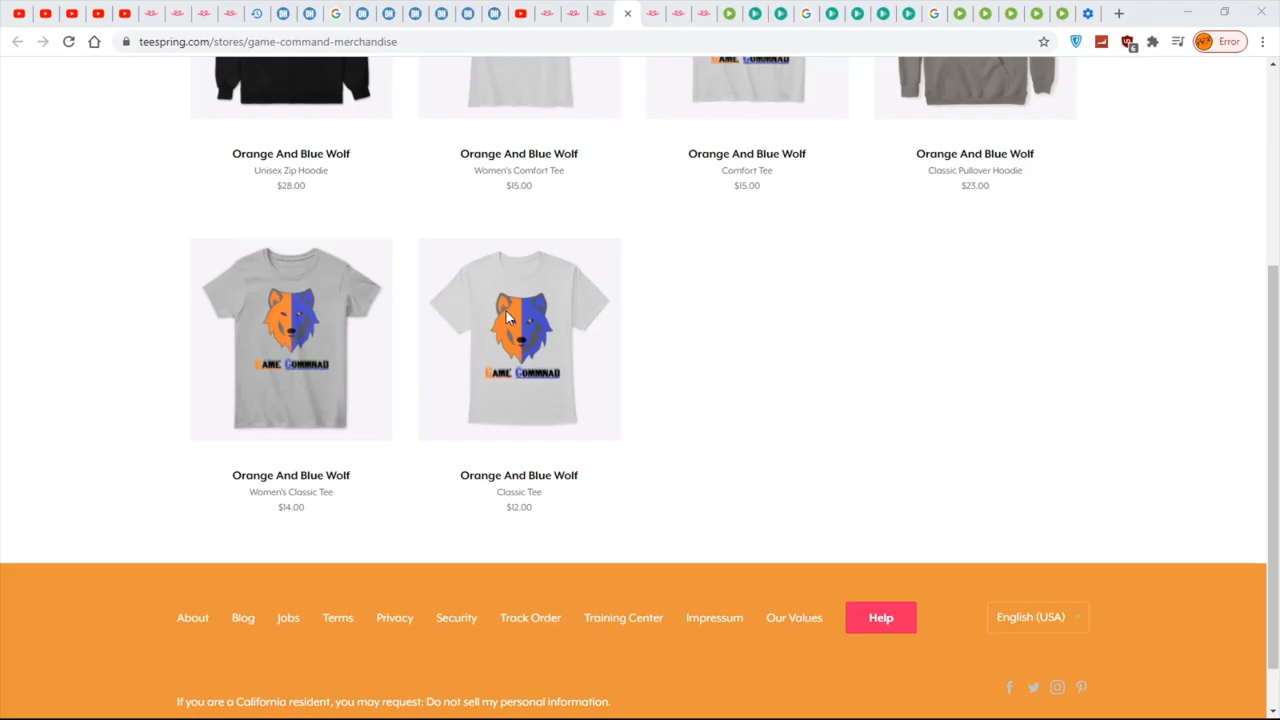 teespring.com/stores/game-command-merchandise
6
Error
GAME COMMNAD
Orange And Blue Wolf
Unisex Zip Hoodie
$28.00
Orange And Blue Wolf
Women's Comfort Tee
$15.00
Orange And Blue Wolf
Comfort Tee
$15.00
Orange And Blue Wolf
Classic Pullover Hoodie
$23.00
GAME COMMNAD
GAME COMMNAD
Orange And Blue Wolf
Women's Classic Tee
$14.00
Orange And Blue Wolf
Classic Tee
$12.00
About Blog Jobs Terms Privacy Security Track Order Training Center Impressum Our Values Help English (USA)
If you are a California resident, you may request: Do not sell my personal information.